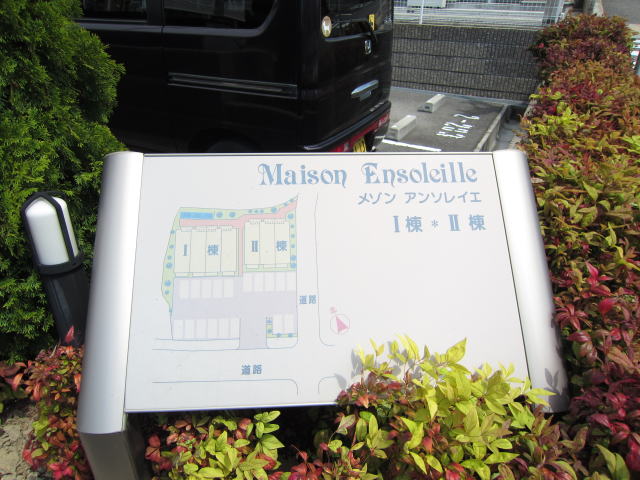 Maison Ensoleille
メゾン アンソレイエ
Ⅰ棟 * Ⅱ棟
Ⅰ 棟
Ⅱ 棟
道路
道路